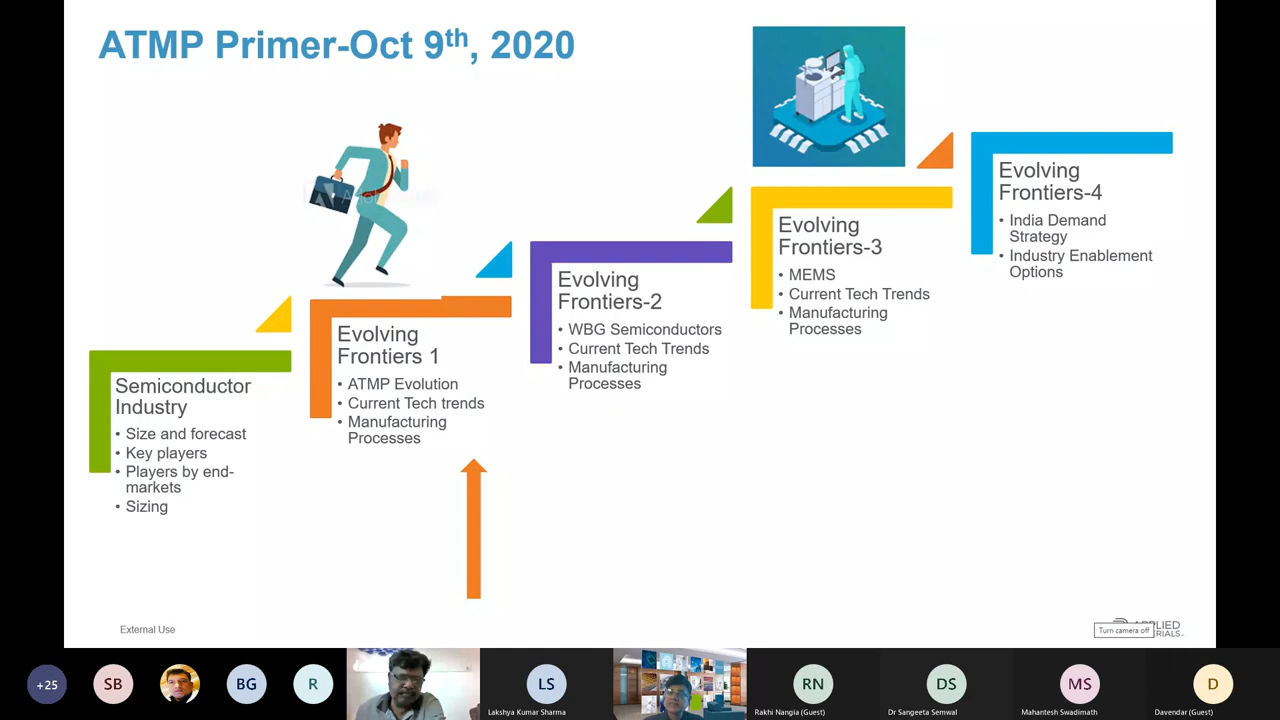 ATMP Primer-Oct 9th, 2020
Semiconductor
Industry
• Size and forecast
• Key players
• Players by end-
markets
• Sizing
Evolving
Frontiers 1
• ATMP Evolution
• Current Tech trends
• Manufacturing
Processes
Evolving
Frontiers-2
• WBG Semiconductors
• Current Tech Trends
• Manufacturing
Processes
Evolving
Frontiers-3
• MEMS
• Current Tech Trends
• Manufacturing
Processes
Evolving
Frontiers-4
• India Demand
Strategy
• Industry Enablement
Options
External Use
Turn camera off
+25
SB
BG
R
LS
Lakshya Kumar Sharma
RN
Rakhi Nangia (Guest)
DS
Dr Sangeeta Semwal
MS
Mahantesh Swadimath
D
Davendar (Guest)